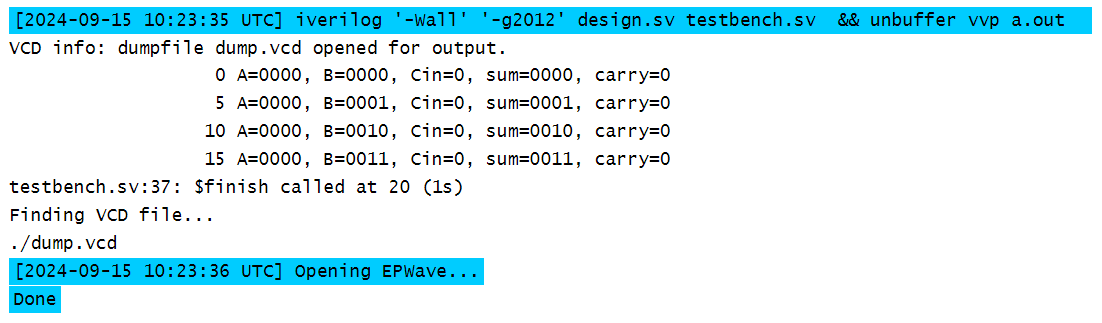 [2024-09-15 10:23:35 UTC] iverilog '-Wall' '-g2012' design.sv testbench.sv  && unbuffer vvp a.out
VCD info: dumpfile dump.vcd opened for output.
                   0 A=0000, B=0000, Cin=0, sum=0000, carry=0
                   5 A=0000, B=0001, Cin=0, sum=0001, carry=0
                  10 A=0000, B=0010, Cin=0, sum=0010, carry=0
                  15 A=0000, B=0011, Cin=0, sum=0011, carry=0
testbench.sv:37: $finish called at 20 (1s)
Finding VCD file...
./dump.vcd
[2024-09-15 10:23:36 UTC] Opening EPWave...
Done